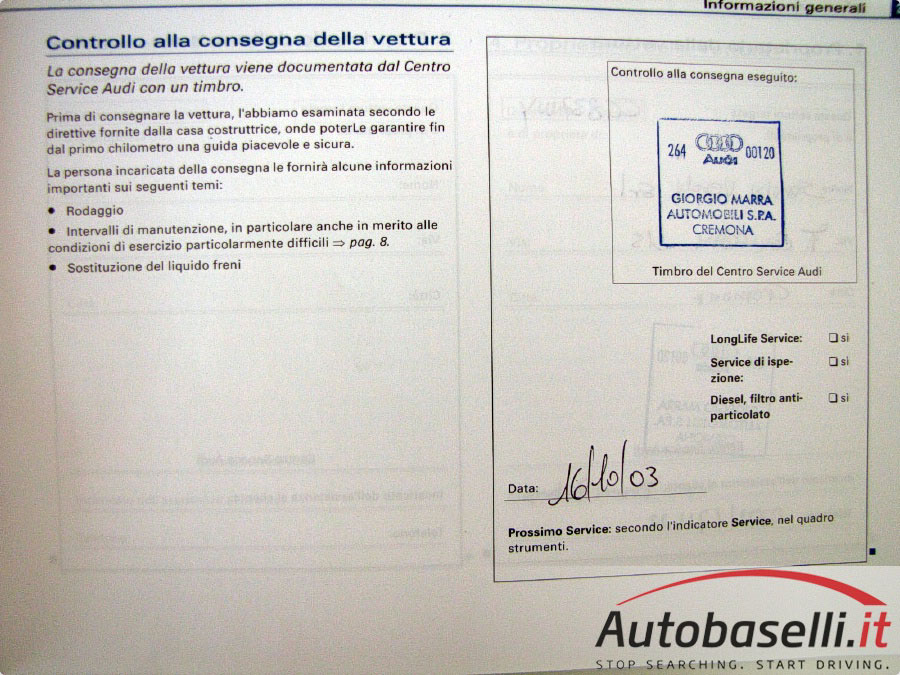 Informazioni generali
Controllo alla consegna della vettura
La consegna della vettura viene documentata dal Centro
Service Audi con un timbro.
Prima di consegnare la vettura, l'abbiamo esaminata secondo le
direttive fornite dalla casa costruttrice, onde poterLe garantire fin
dal primo chilometro una guida piacevole e sicura.
La persona incaricata della consegna le fornirà alcune informazioni
importanti sui seguenti temi:
• Rodaggio
• Intervalli di manutenzione, in particolare anche in merito alle
condizioni di esercizio particolarmente difficili ⇒ pag. 8.
• Sostituzione del liquido freni
Controllo alla consegna eseguito:
264 Audi 00120
GIORGIO MARRA
AUTOMOBILI S.P.A.
CREMONA
Timbro del Centro Service Audi
LongLife Service: ❑ sì
Service di ispe- ❑ sì
zione:
Diesel, filtro anti- ❑ sì
particolato
Data: 16/10/03
Prossimo Service: secondo l'indicatore Service, nel quadro
strumenti.
Autobaselli.it
STOP SEARCHING. START DRIVING.